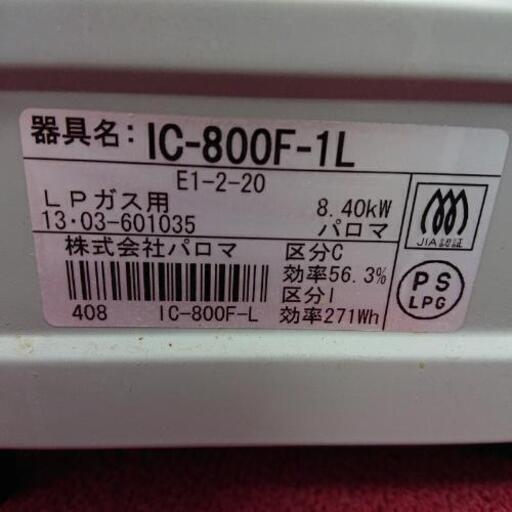 器具名: IC-800F-1L
E1-2-20
LPガス用 8.40kW
13・03-601035 パロマ
株式会社パロマ 区分C
効率56.3%
区分I
408 IC-800F-L 効率271Wh
JIA認証
PS
LPG